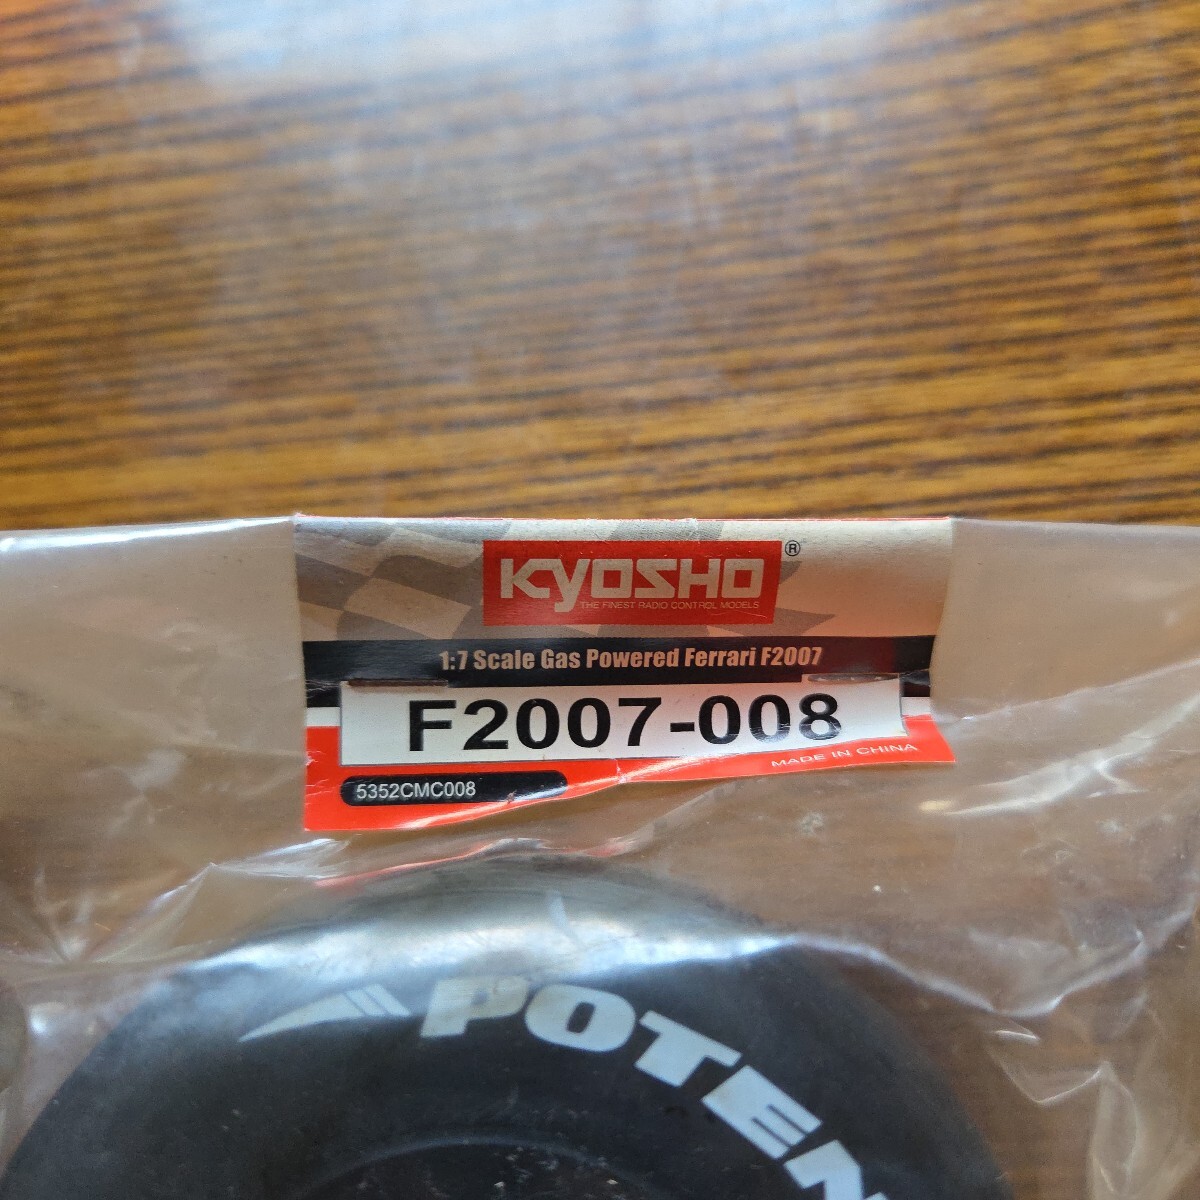 KYOSHO®
THE FINEST RADIO CONTROL MODELS
1:7 Scale Gas Powered Ferrari F2007
F2007-008
MADE IN CHINA
5352CMC008
POTEN